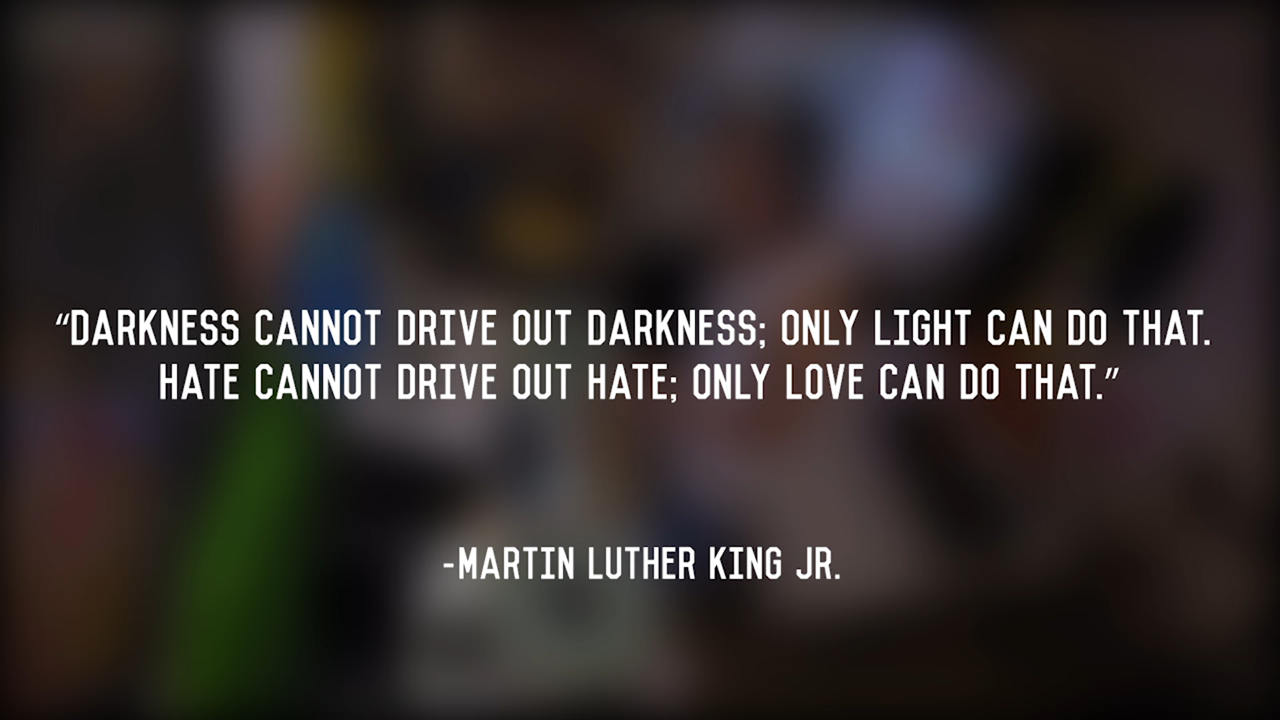 “DARKNESS CANNOT DRIVE OUT DARKNESS; ONLY LIGHT CAN DO THAT.
HATE CANNOT DRIVE OUT HATE; ONLY LOVE CAN DO THAT.”
-MARTIN LUTHER KING JR.